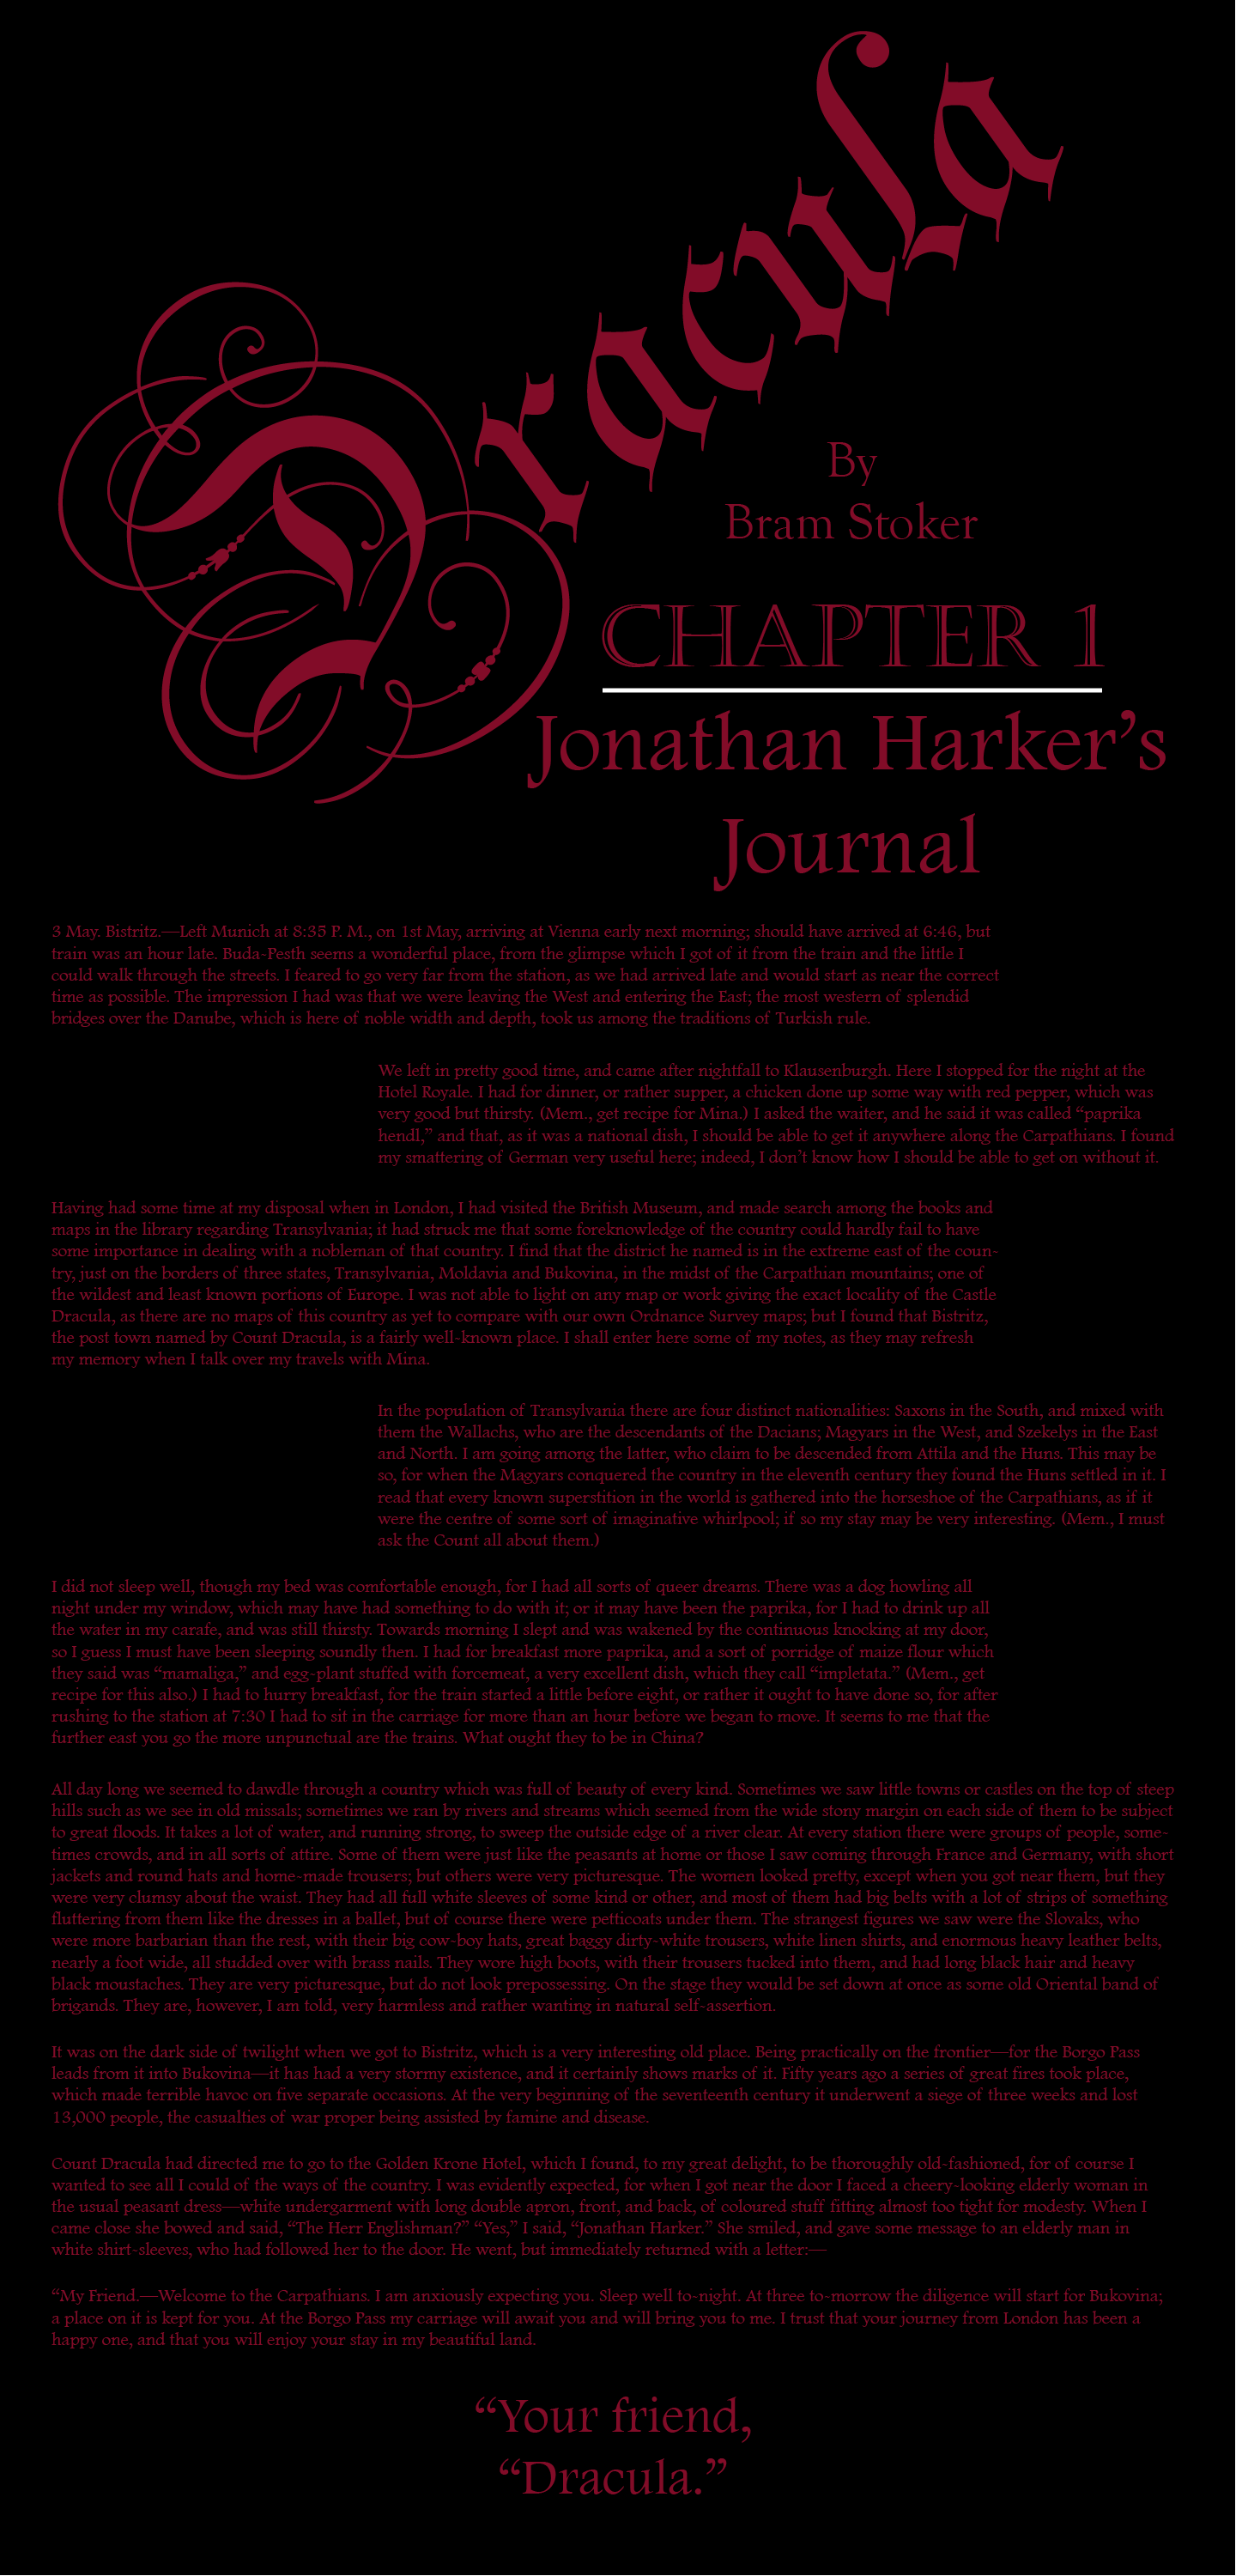 Dracula
By
Bram Stoker
CHAPTER 1
Jonathan Harker’s
Journal
3 May. Bistritz.—Left Munich at 8:35 P. M., on 1st May, arriving at Vienna early next morning; should have arrived at 6:46, but
train was an hour late. Buda-Pesth seems a wonderful place, from the glimpse which I got of it from the train and the little I
could walk through the streets. I feared to go very far from the station, as we had arrived late and would start as near the correct
time as possible. The impression I had was that we were leaving the West and entering the East; the most western of splendid
bridges over the Danube, which is here of noble width and depth, took us among the traditions of Turkish rule.
We left in pretty good time, and came after nightfall to Klausenburgh. Here I stopped for the night at the
Hotel Royale. I had for dinner, or rather supper, a chicken done up some way with red pepper, which was
very good but thirsty. (Mem., get recipe for Mina.) I asked the waiter, and he said it was called “paprika
hendl,” and that, as it was a national dish, I should be able to get it anywhere along the Carpathians. I found
my smattering of German very useful here; indeed, I don’t know how I should be able to get on without it.
Having had some time at my disposal when in London, I had visited the British Museum, and made search among the books and
maps in the library regarding Transylvania; it had struck me that some foreknowledge of the country could hardly fail to have
some importance in dealing with a nobleman of that country. I find that the district he named is in the extreme east of the coun-
try, just on the borders of three states, Transylvania, Moldavia and Bukovina, in the midst of the Carpathian mountains; one of
the wildest and least known portions of Europe. I was not able to light on any map or work giving the exact locality of the Castle
Dracula, as there are no maps of this country as yet to compare with our own Ordnance Survey maps; but I found that Bistritz,
the post town named by Count Dracula, is a fairly well-known place. I shall enter here some of my notes, as they may refresh
my memory when I talk over my travels with Mina.
In the population of Transylvania there are four distinct nationalities: Saxons in the South, and mixed with
them the Wallachs, who are the descendants of the Dacians; Magyars in the West, and Szekelys in the East
and North. I am going among the latter, who claim to be descended from Attila and the Huns. This may be
so, for when the Magyars conquered the country in the eleventh century they found the Huns settled in it. I
read that every known superstition in the world is gathered into the horseshoe of the Carpathians, as if it
were the centre of some sort of imaginative whirlpool; if so my stay may be very interesting. (Mem., I must
ask the Count all about them.)
I did not sleep well, though my bed was comfortable enough, for I had all sorts of queer dreams. There was a dog howling all
night under my window, which may have had something to do with it; or it may have been the paprika, for I had to drink up all
the water in my carafe, and was still thirsty. Towards morning I slept and was wakened by the continuous knocking at my door,
so I guess I must have been sleeping soundly then. I had for breakfast more paprika, and a sort of porridge of maize flour which
they said was “mamaliga,” and egg-plant stuffed with forcemeat, a very excellent dish, which they call “impletata.” (Mem., get
recipe for this also.) I had to hurry breakfast, for the train started a little before eight, or rather it ought to have done so, for after
rushing to the station at 7:30 I had to sit in the carriage for more than an hour before we began to move. It seems to me that the
further east you go the more unpunctual are the trains. What ought they to be in China?
All day long we seemed to dawdle through a country which was full of beauty of every kind. Sometimes we saw little towns or castles on the top of steep
hills such as we see in old missals; sometimes we ran by rivers and streams which seemed from the wide stony margin on each side of them to be subject
to great floods. It takes a lot of water, and running strong, to sweep the outside edge of a river clear. At every station there were groups of people, some-
times crowds, and in all sorts of attire. Some of them were just like the peasants at home or those I saw coming through France and Germany, with short
jackets and round hats and home-made trousers; but others were very picturesque. The women looked pretty, except when you got near them, but they
were very clumsy about the waist. They had all full white sleeves of some kind or other, and most of them had big belts with a lot of strips of something
fluttering from them like the dresses in a ballet, but of course there were petticoats under them. The strangest figures we saw were the Slovaks, who
were more barbarian than the rest, with their big cow-boy hats, great baggy dirty-white trousers, white linen shirts, and enormous heavy leather belts,
nearly a foot wide, all studded over with brass nails. They wore high boots, with their trousers tucked into them, and had long black hair and heavy
black moustaches. They are very picturesque, but do not look prepossessing. On the stage they would be set down at once as some old Oriental band of
brigands. They are, however, I am told, very harmless and rather wanting in natural self-assertion.
It was on the dark side of twilight when we got to Bistritz, which is a very interesting old place. Being practically on the frontier—for the Borgo Pass
leads from it into Bukovina—it has had a very stormy existence, and it certainly shows marks of it. Fifty years ago a series of great fires took place,
which made terrible havoc on five separate occasions. At the very beginning of the seventeenth century it underwent a siege of three weeks and lost
13,000 people, the casualties of war proper being assisted by famine and disease.
Count Dracula had directed me to go to the Golden Krone Hotel, which I found, to my great delight, to be thoroughly old-fashioned, for of course I
wanted to see all I could of the ways of the country. I was evidently expected, for when I got near the door I faced a cheery-looking elderly woman in
the usual peasant dress—white undergarment with long double apron, front, and back, of coloured stuff fitting almost too tight for modesty. When I
came close she bowed and said, “The Herr Englishman?” “Yes,” I said, “Jonathan Harker.” She smiled, and gave some message to an elderly man in
white shirt-sleeves, who had followed her to the door. He went, but immediately returned with a letter:—
“My Friend.—Welcome to the Carpathians. I am anxiously expecting you. Sleep well to-night. At three to-morrow the diligence will start for Bukovina;
a place on it is kept for you. At the Borgo Pass my carriage will await you and will bring you to me. I trust that your journey from London has been a
happy one, and that you will enjoy your stay in my beautiful land.
“Your friend,
“Dracula.”